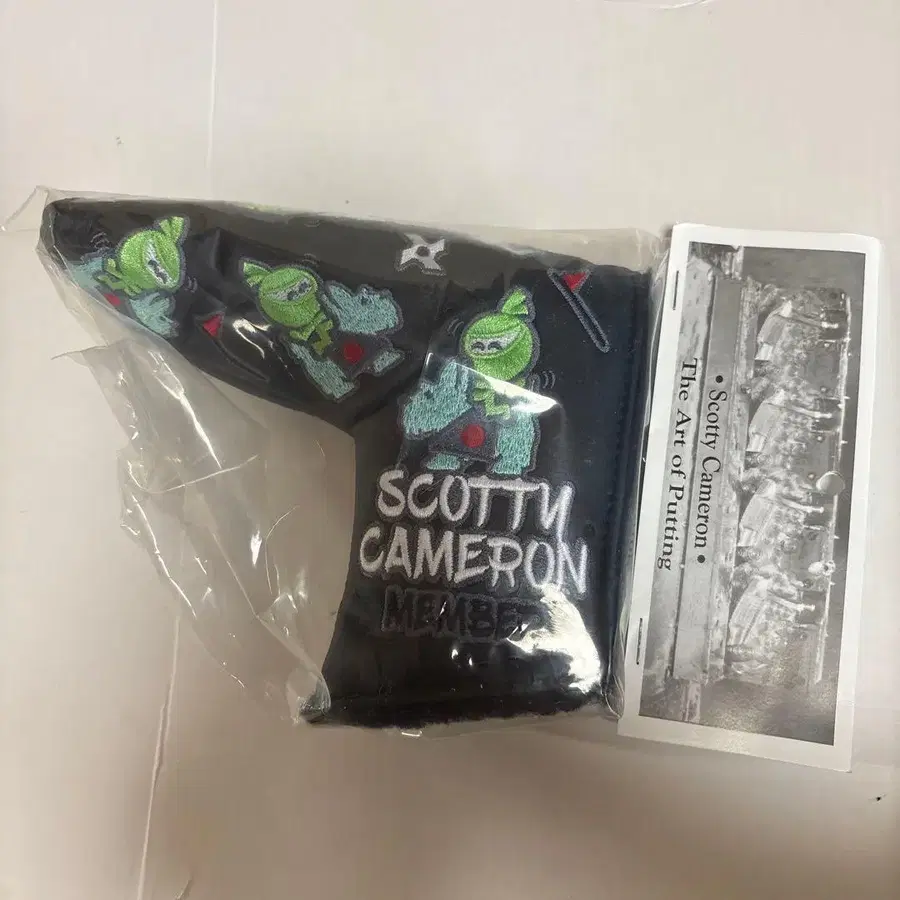 SCOTTY
CAMERON
MEMBER
• Scotty Cameron •
The Art of Putting